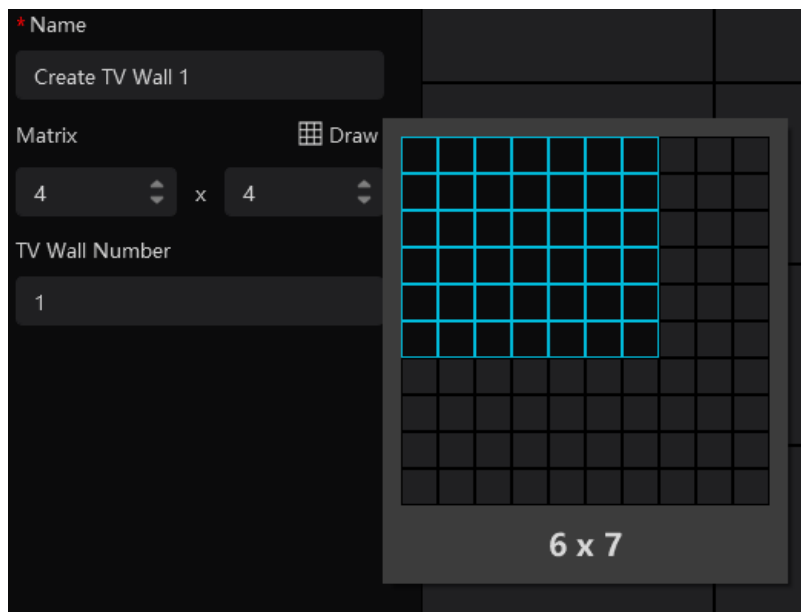 * Name
Create TV Wall 1
Matrix Draw
4 x 4
TV Wall Number
1
6 x 7